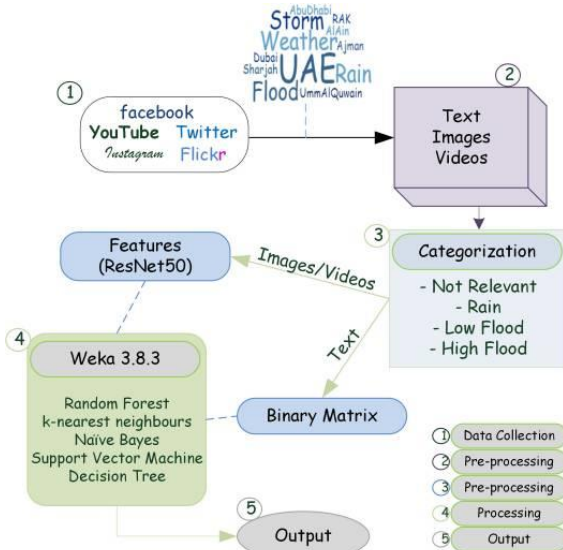 AbuDhabi
Storm RAK
AlAin
Weather Ajman
Dubai UAE Rain
Sharjah
Flood UmmAlQuwain
1
facebook
YouTube Twitter
Instagram Flickr
2
Text
Images
Videos
3
Categorization
- Not Relevant
- Rain
- Low Flood
- High Flood
Features
(ResNet50)
Images/Videos
Text
4
Weka 3.8.3
Random Forest
k-nearest neighbours
Naïve Bayes
Support Vector Machine
Decision Tree
Binary Matrix
5
Output
1 Data Collection
2 Pre-processing
3 Pre-processing
4 Processing
5 Output